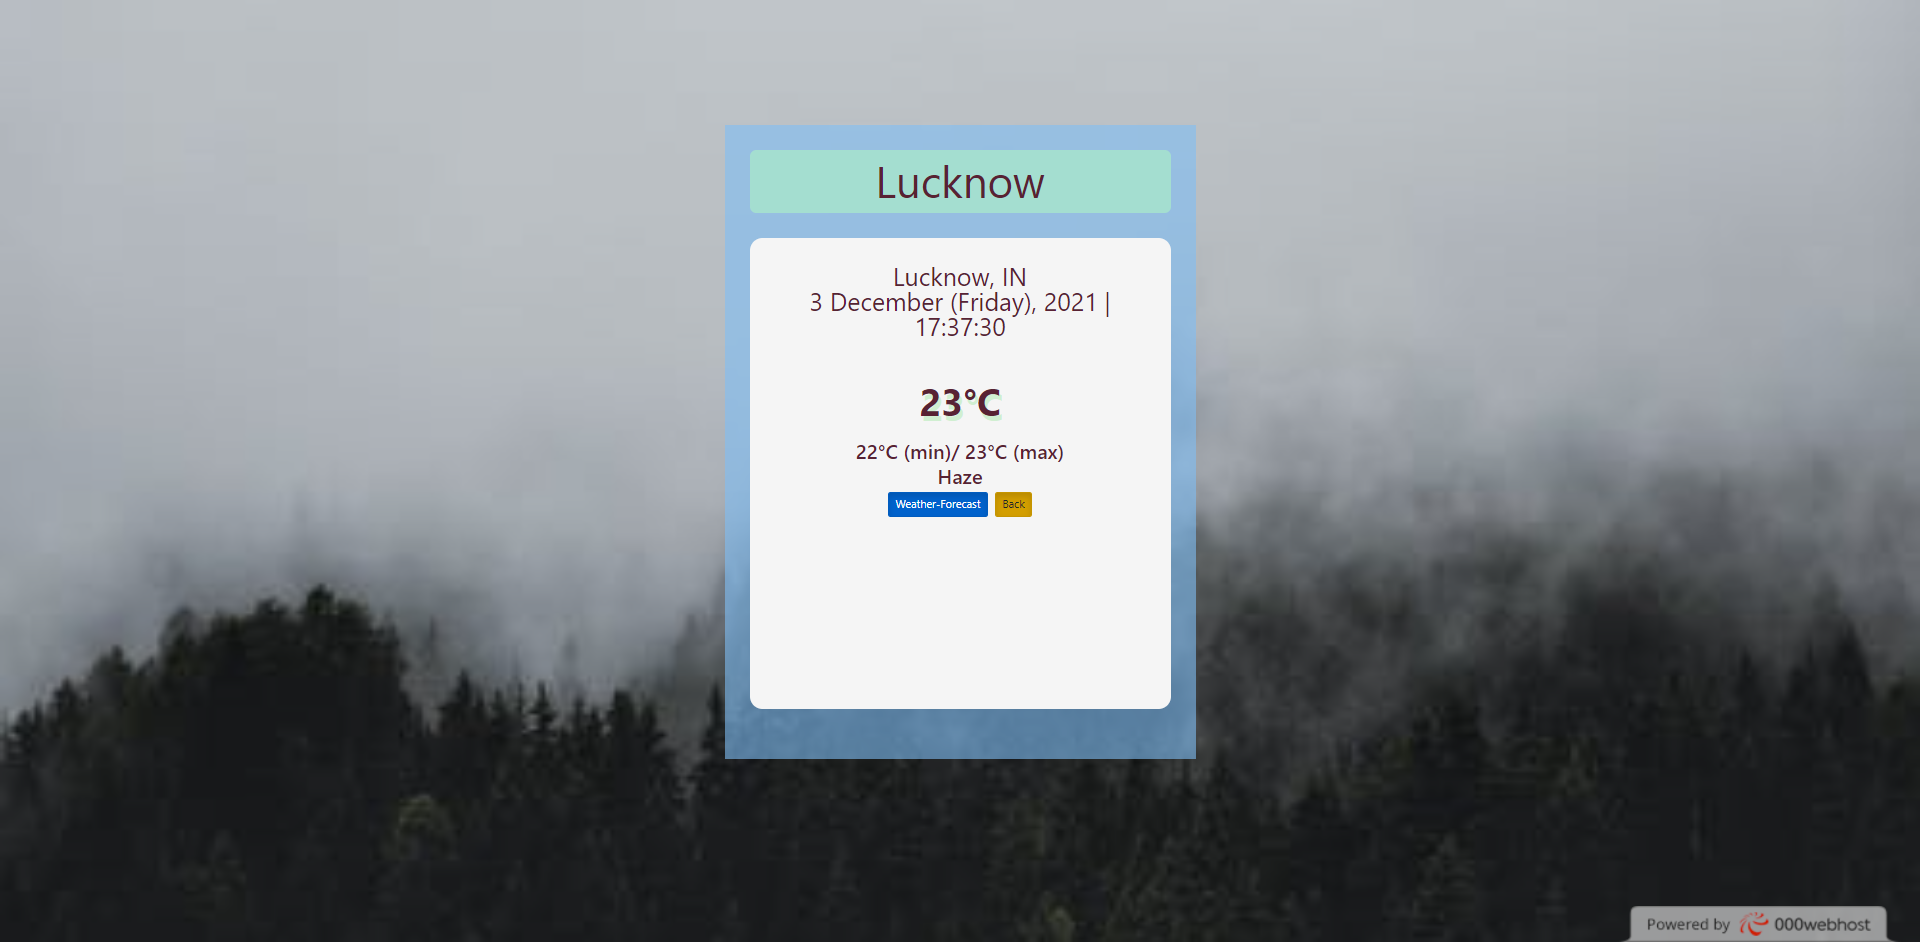 Lucknow
Lucknow, IN
3 December (Friday), 2021 |
17:37:30
23°C
22°C (min)/ 23°C (max)
Haze
Weather-Forecast Back
Powered by 000webhost